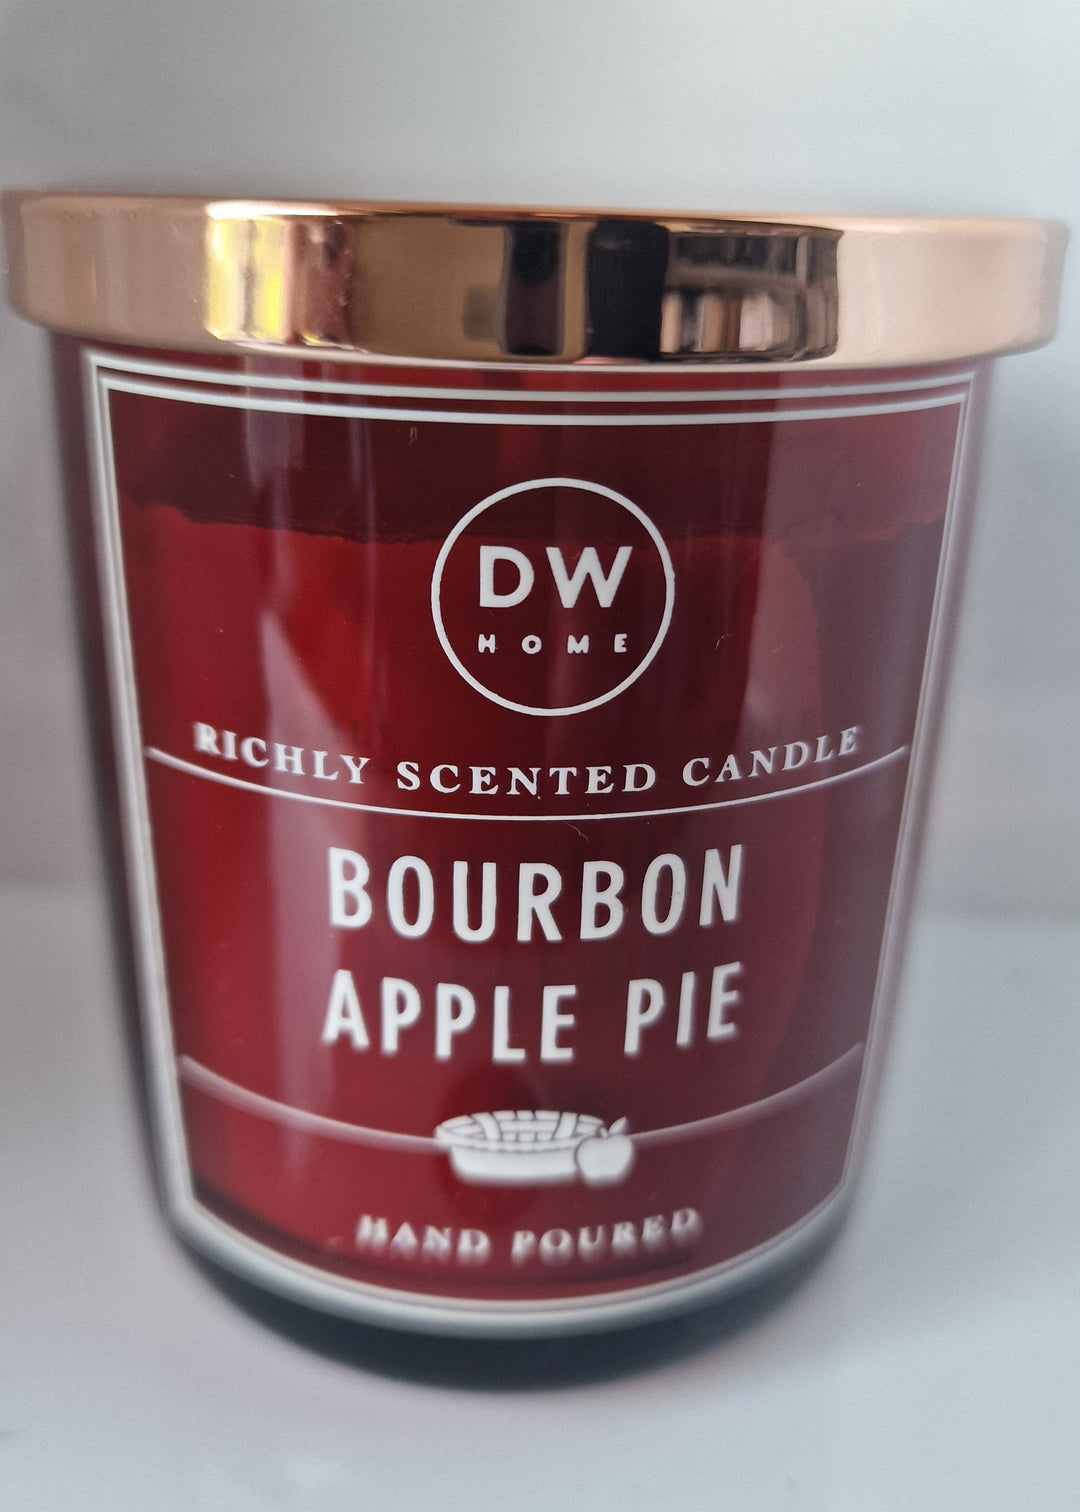 DW
HOME
RICHLY SCENTED CANDLE
BOURBON
APPLE PIE
HAND POURED